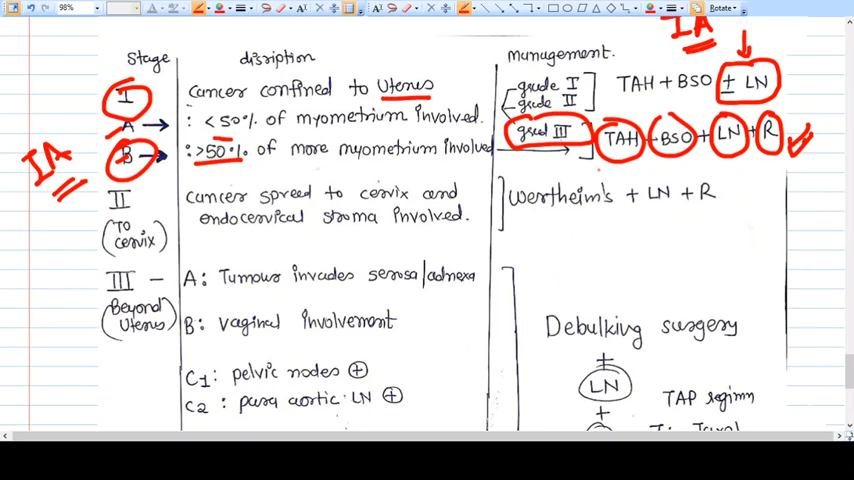 98%
Rotate
IA
Stage disription management.
I cancer confined to Uterus grade I TAH + BSO ± LN
grade II
A → : < 50% of myometrium involved.
grad III TAH + BSO + LN + R
B → : >50% of more myometrium involved
IA
II cancer spread to cervix and Wertheim's + LN + R
(To cervix) endocervical stroma involved.
III - A: Tumour invades serosa/adnexa
(Beyond Uterus)
B: vaginal involvement Debulking surgery
+
C1: pelvic nodes ⊕ LN
C2 : para aortic. LN ⊕ TAP regimn
+